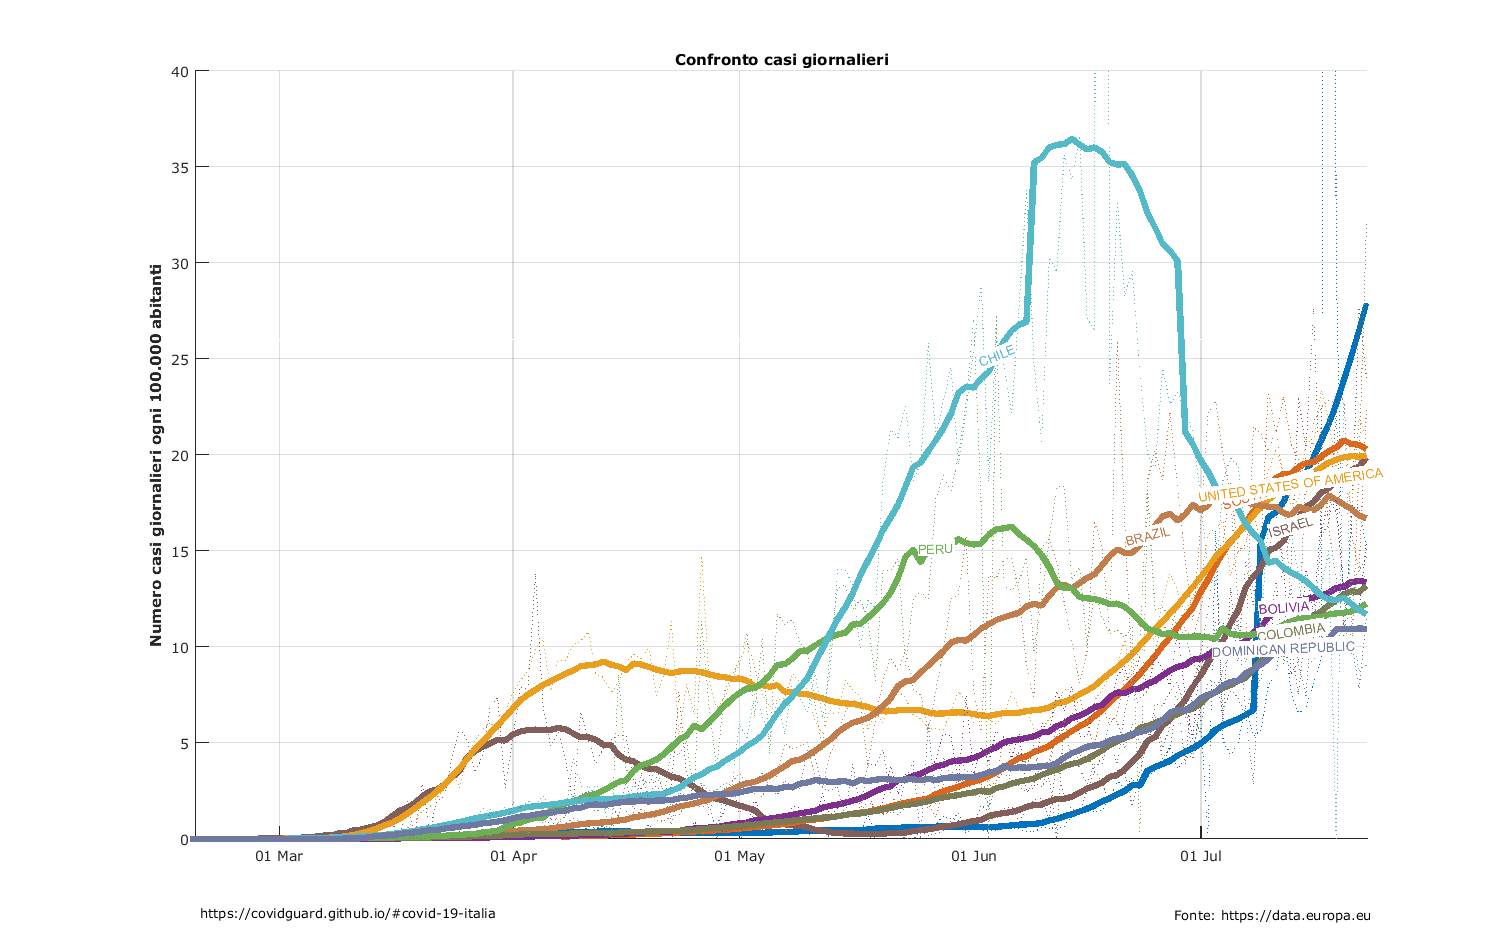 Confronto casi giornalieri
Numero casi giornalieri ogni 100.000 abitanti
40
35
30
25
20
15
10
5
0
CHILE
PERU
BRAZIL
UNITED STATES OF AMERICA
ISRAEL
BOLIVIA
COLOMBIA
DOMINICAN REPUBLIC
01 Mar
01 Apr
01 May
01 Jun
01 Jul
https://covidguard.github.io/#covid-19-italia
Fonte: https://data.europa.eu